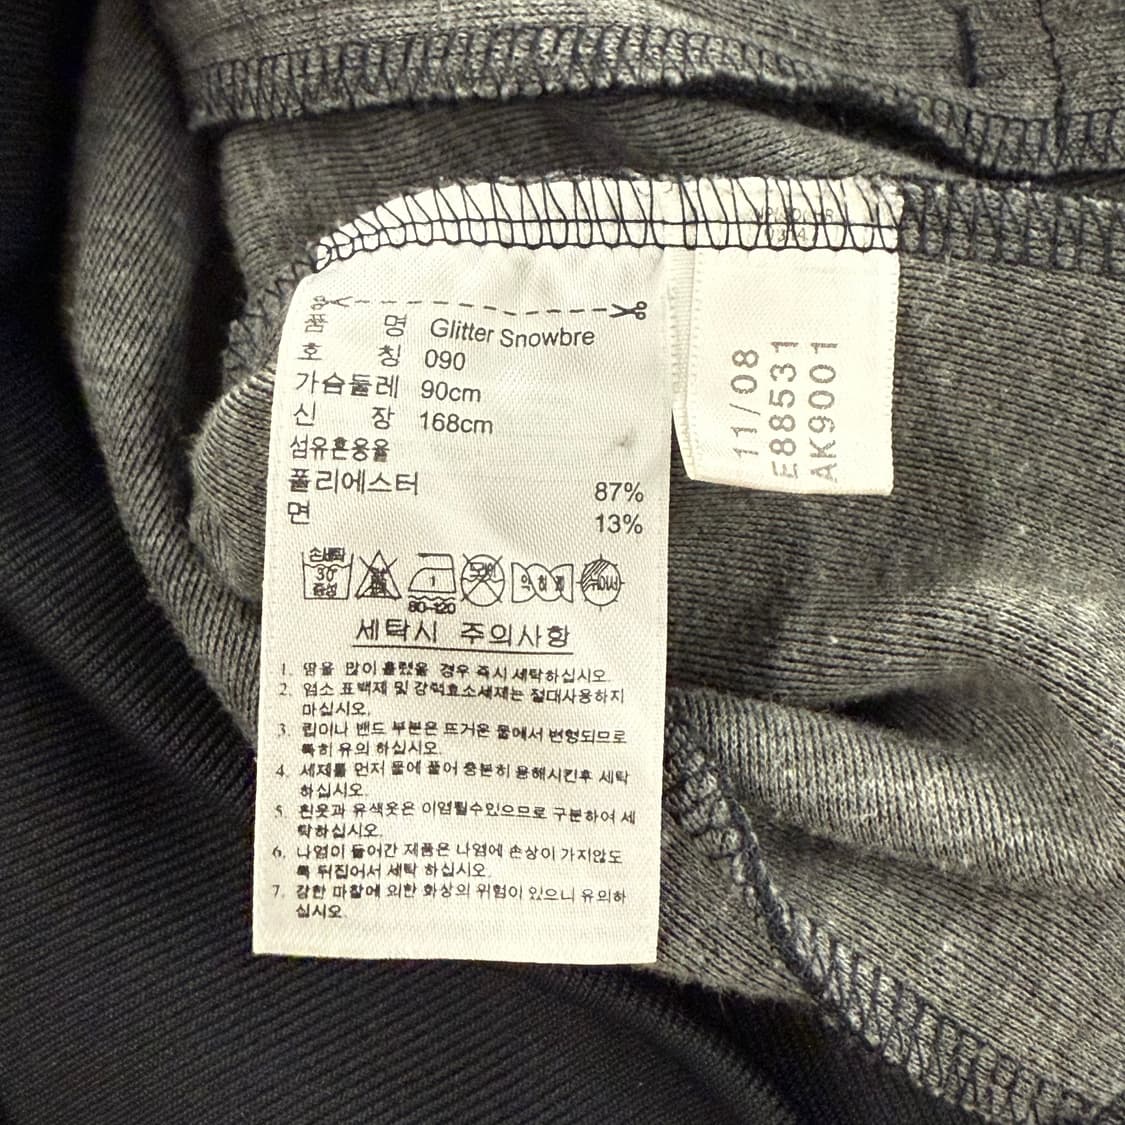 품 명 Glitter Snowbre
호 칭 090
가슴둘레 90cm
신 장 168cm
섬유혼용율
폴리에스터 87%
면 13%
손세탁
30°
중성
1
80-120
세탁시 주의사항
1. 땀을 많이 흘렸을 경우 즉시 세탁하십시오.
2. 염소 표백제 및 강력효소세제는 절대사용하지
마십시오.
3. 립이나 밴드 부분은 뜨거운 물에서 변형되므로
특히 유의 하십시오.
4. 세제를 먼저 물에 풀어 충분히 용해시킨후 세탁
하십시오.
5. 흰옷과 유색옷은 이염될수있으므로 구분하여 세
탁하십시오.
6. 나염이 들어간 제품은 나염에 손상이 가지않도
록 뒤집어서 세탁 하십시오.
7. 강한 마찰에 의한 화상의 위험이 있으니 유의하
십시오.
11/08
E88531
AK9001